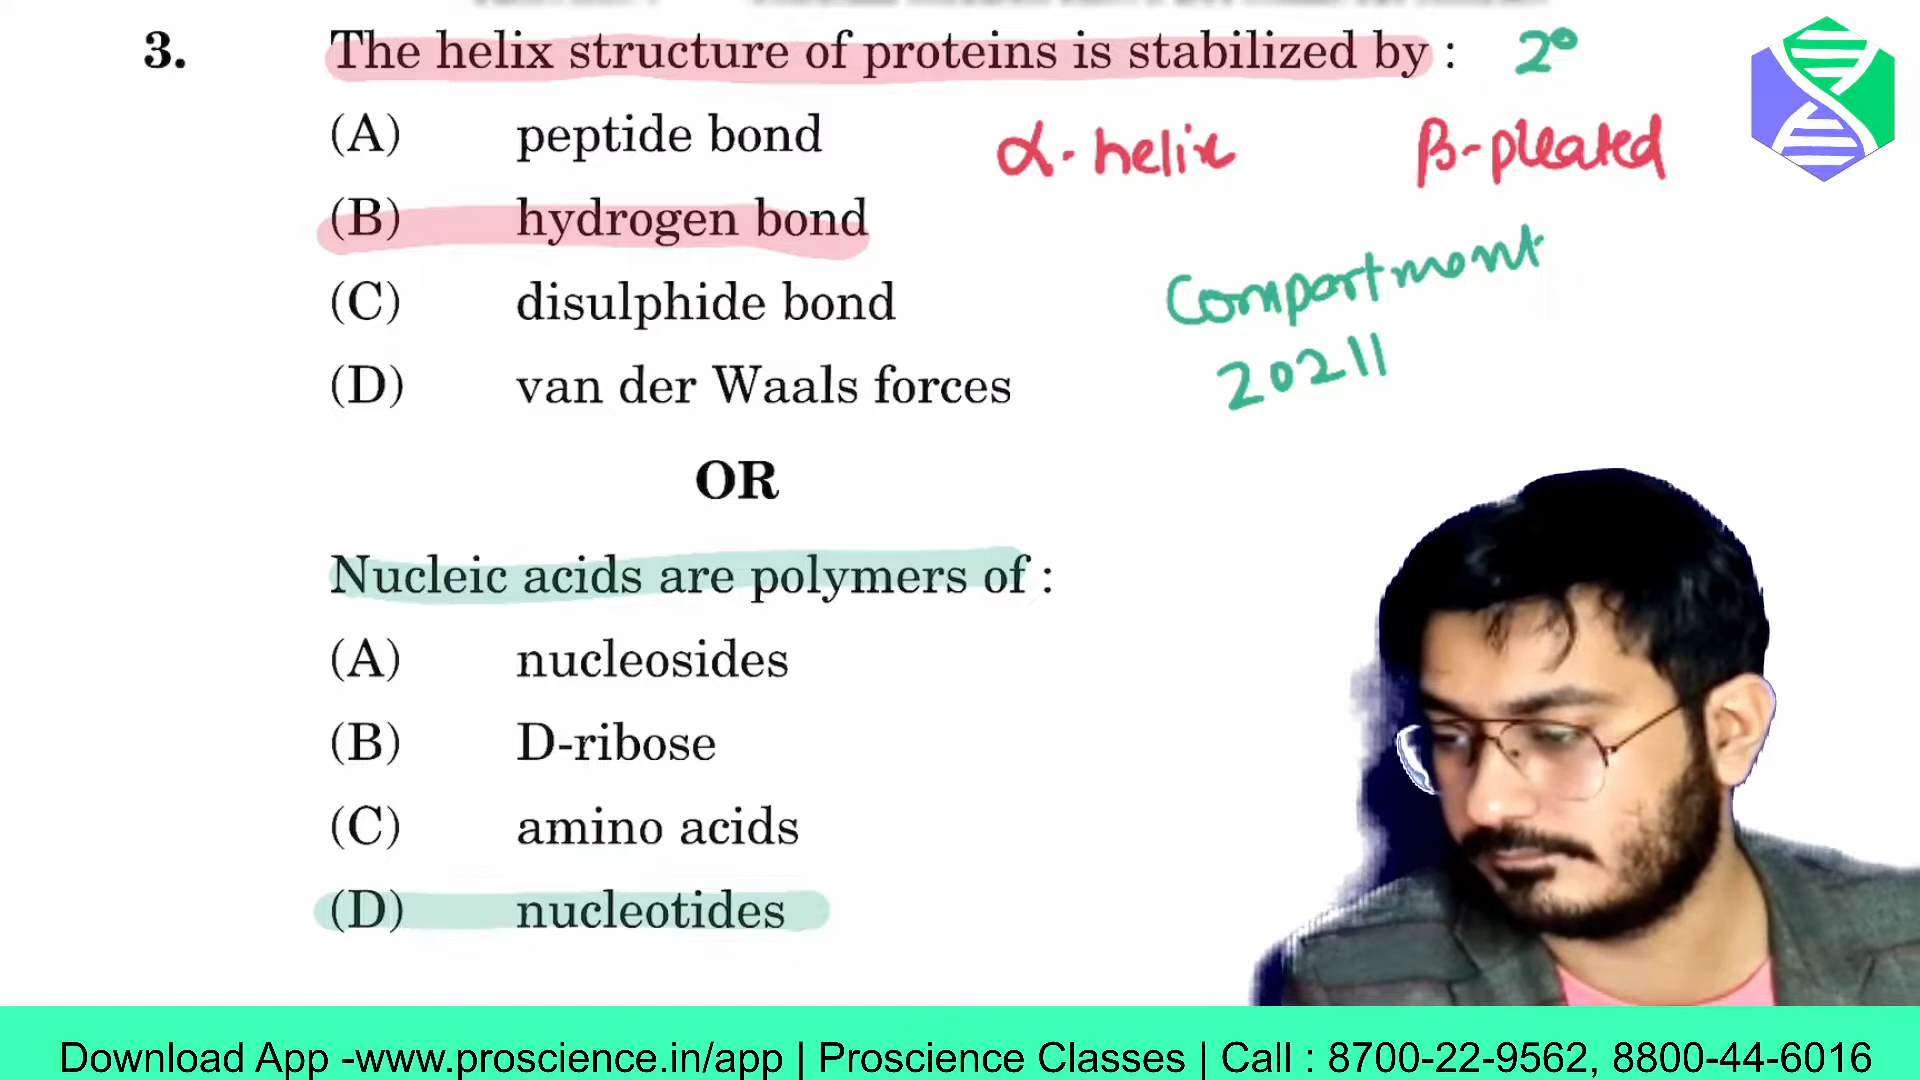 3. The helix structure of proteins is stabilized by : 2°
(A) peptide bond
α-helix β-pleated
(B) hydrogen bond
Compartment
(C) disulphide bond
2021
(D) van der Waals forces
OR
Nucleic acids are polymers of :
(A) nucleosides
(B) D-ribose
(C) amino acids
(D) nucleotides
Download App -www.proscience.in/app | Proscience Classes | Call : 8700-22-9562, 8800-44-6016